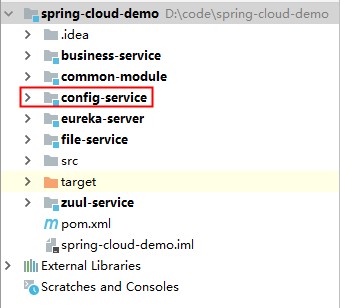 spring-cloud-demo D:\code\spring-cloud-demo
.idea
business-service
common-module
config-service
eureka-server
file-service
src
target
zuul-service
pom.xml
spring-cloud-demo.iml
External Libraries
Scratches and Consoles